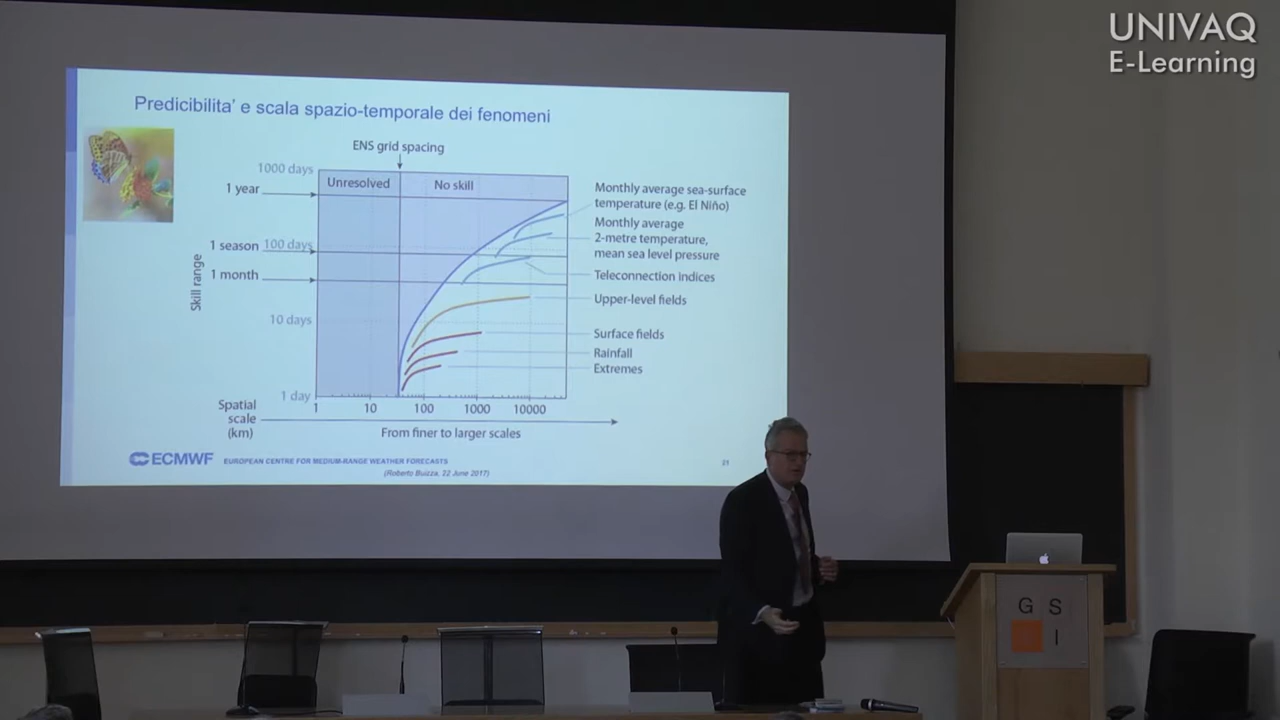 UNIVAQ
E-Learning
Predicibilita' e scala spazio-temporale dei fenomeni
ENS grid spacing
1000 days
Unresolved
No skill
1 year
1 season
100 days
1 month
Skill range
10 days
1 day
1
10
100
1000
10000
Monthly average sea-surface
temperature (e.g. El Niño)
Monthly average
2-metre temperature,
mean sea level pressure
Teleconnection indices
Upper-level fields
Surface fields
Rainfall
Extremes
Spatial
scale
(km)
From finer to larger scales
ECMWF
EUROPEAN CENTRE FOR MEDIUM-RANGE WEATHER FORECASTS
(Roberto Buizza, 22 June 2017)
21
G S
I